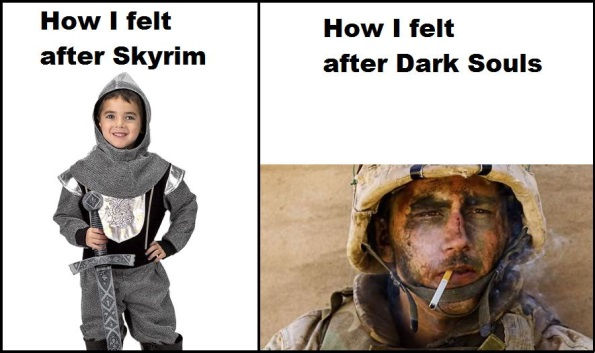 How I felt
after Skyrim
How I felt
after Dark Souls